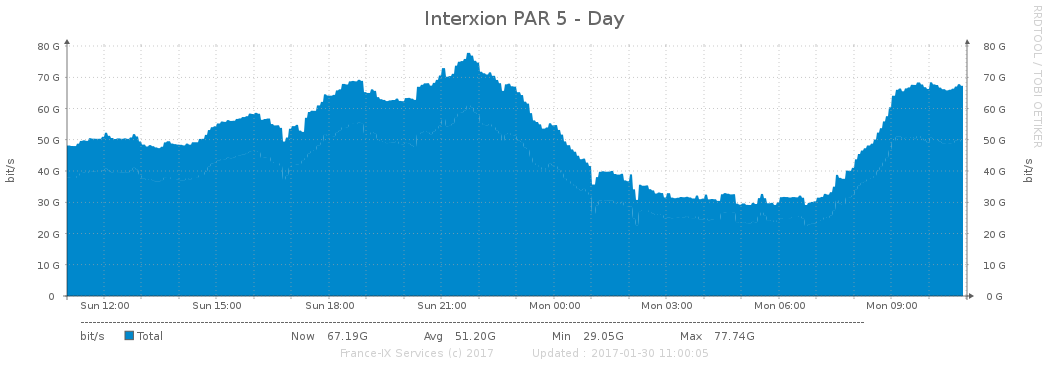 Interxion PAR 5 - Day
RRDTOOL / TOBI OETIKER
bit/s
bit/s
80 G 80 G
70 G 70 G
60 G 60 G
50 G 50 G
40 G 40 G
30 G 30 G
20 G 20 G
10 G 10 G
0 0 G
Sun 12:00 Sun 15:00 Sun 18:00 Sun 21:00 Mon 00:00 Mon 03:00 Mon 06:00 Mon 09:00
bit/s Total Now 67.19G Avg 51.20G Min 29.05G Max 77.74G
France-IX Services (c) 2017 Updated : 2017-01-30 11:00:05